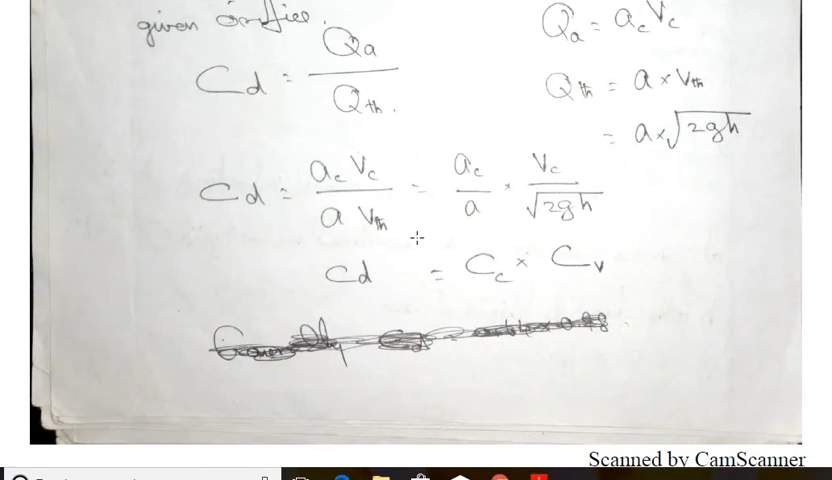 given orifice.
Cd = Qa / Qth.
Qa = ac Vc
Qth = a × Vth
= a × √2gh
Cd = ac Vc / a Vth = ac / a × Vc / √2gh
Cd = Cc × Cv
Scanned by CamScanner